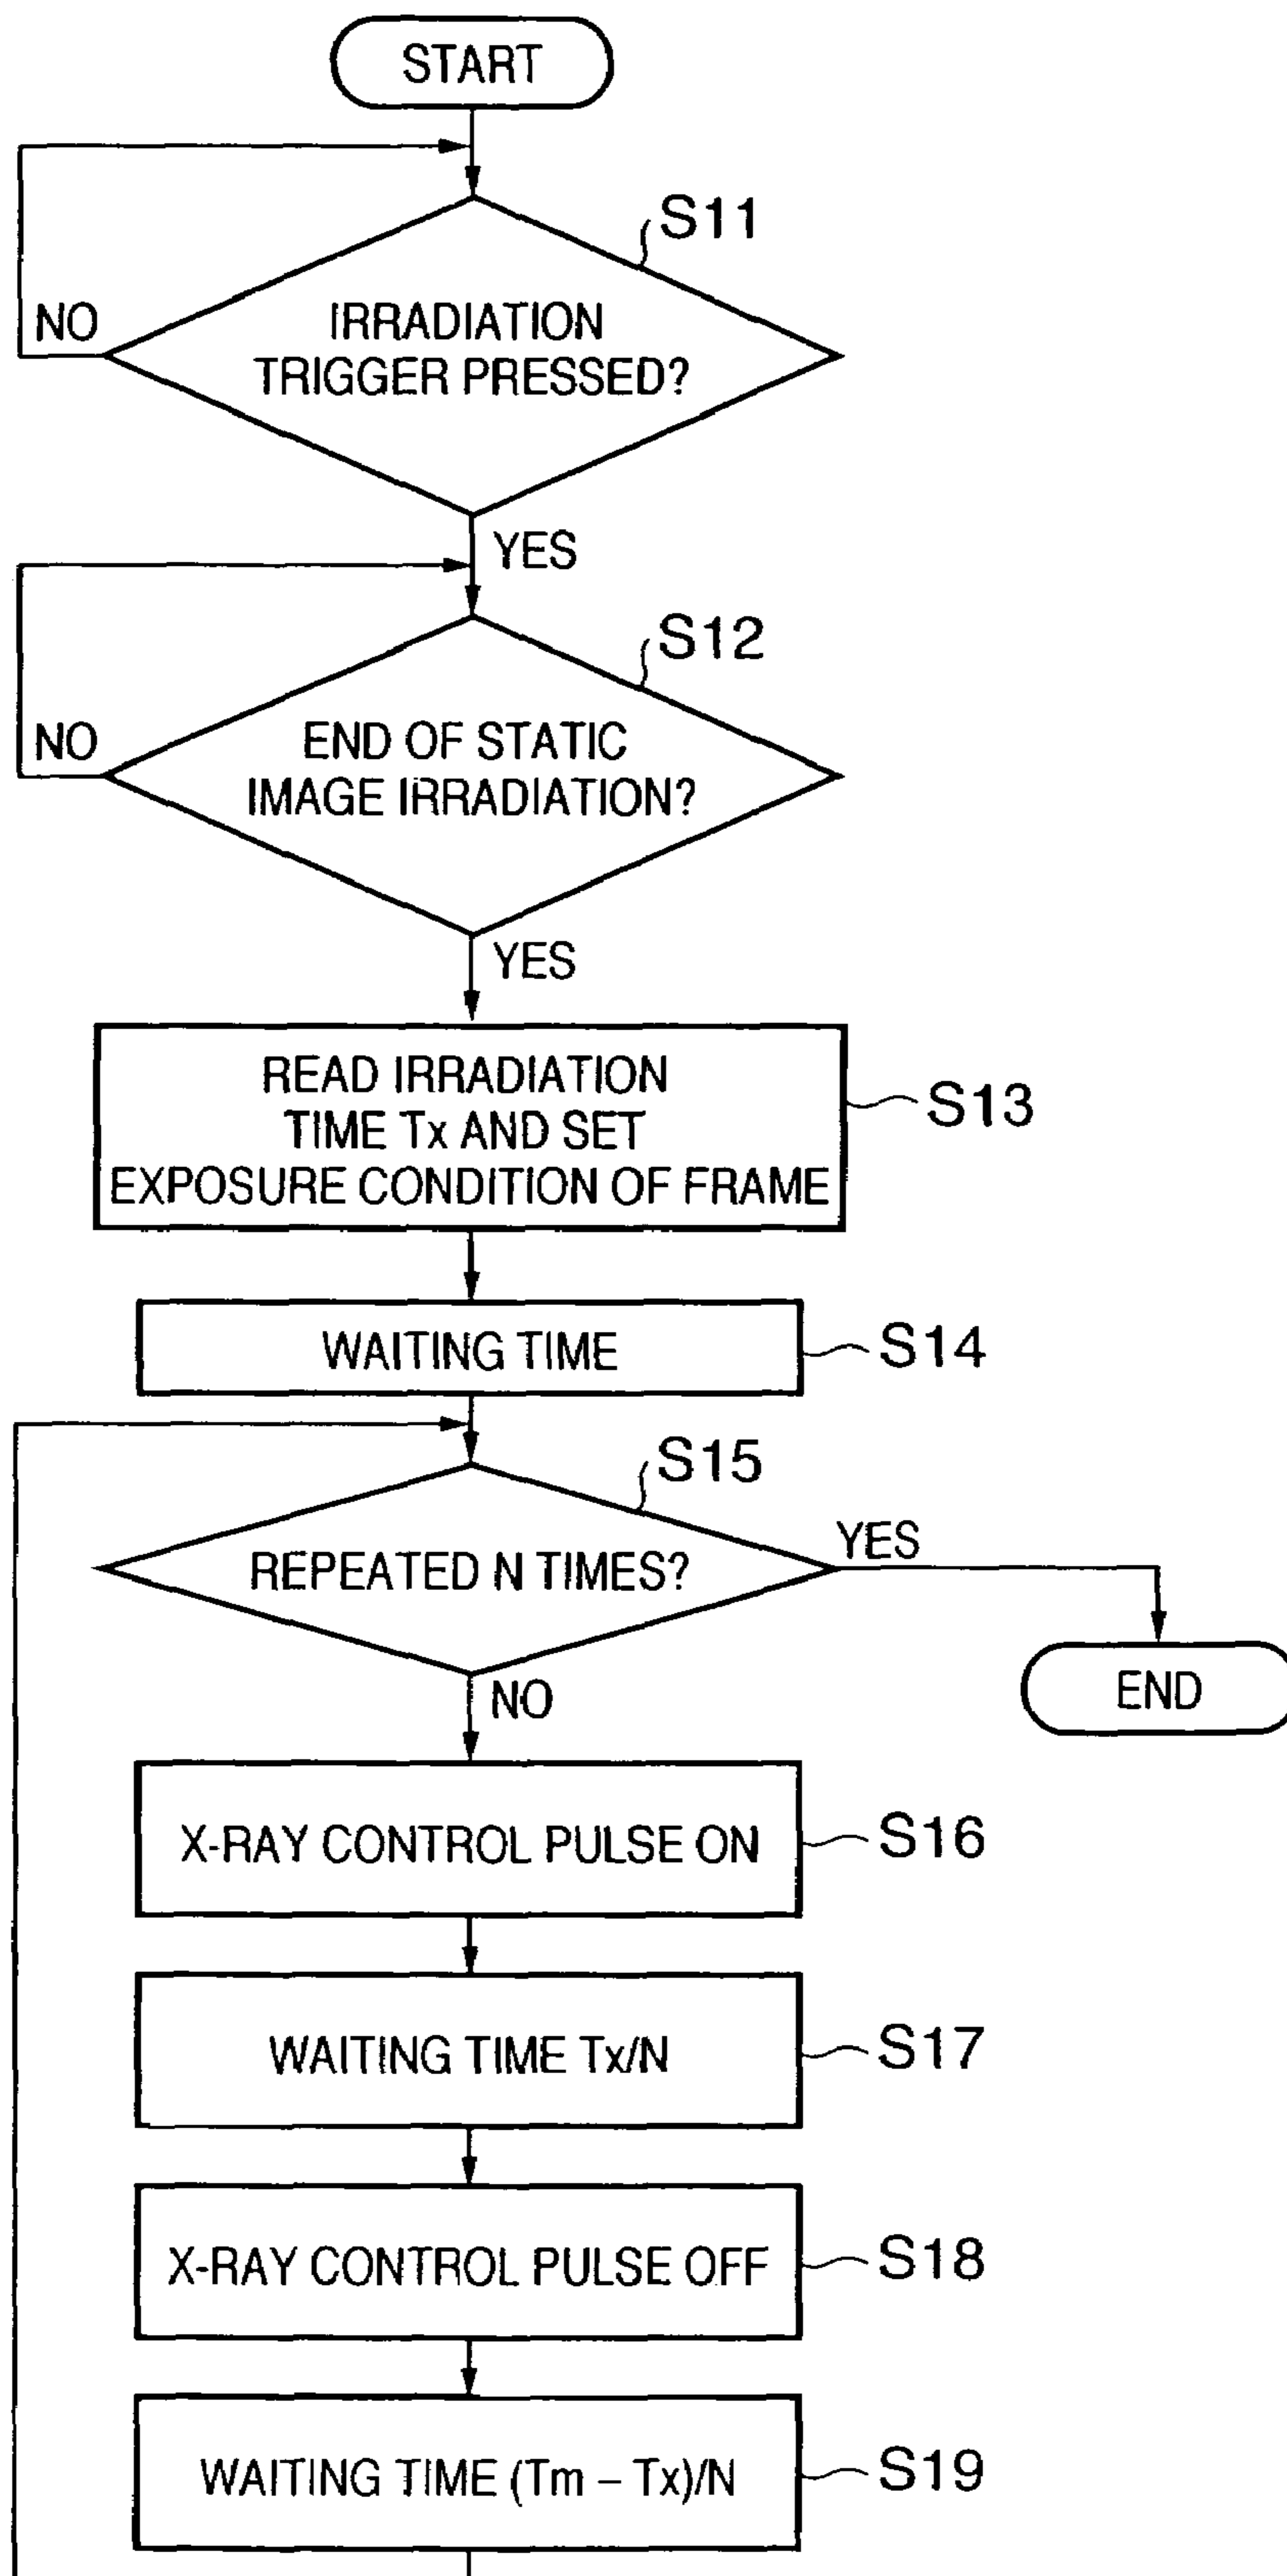 START
S11
NO
IRRADIATION
TRIGGER PRESSED?
YES
S12
NO
END OF STATIC
IMAGE IRRADIATION?
YES
READ IRRADIATION
TIME Tx AND SET
EXPOSURE CONDITION OF FRAME
S13
WAITING TIME
S14
S15
REPEATED N TIMES?
YES
END
NO
X-RAY CONTROL PULSE ON
S16
WAITING TIME Tx/N
S17
X-RAY CONTROL PULSE OFF
S18
WAITING TIME (Tm – Tx)/N
S19